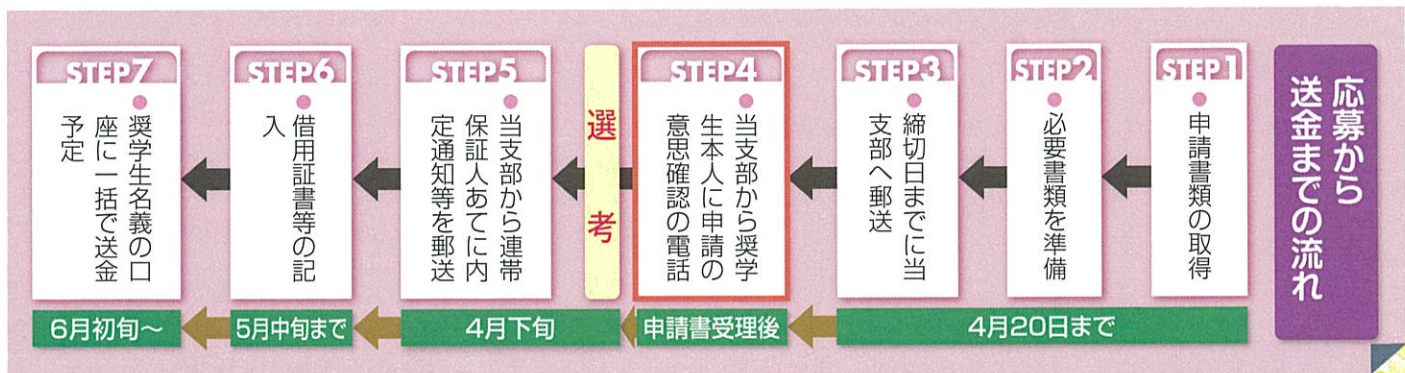 応募から
送金までの流れ
STEP1
●申請書類の取得
STEP2
●必要書類を準備
STEP3
●締切日までに当
支部へ郵送
4月20日まで
STEP4
●当支部から奨学
生本人に申請の
意思確認の電話
申請書受理後
選考
STEP5
●当支部から連帯
保証人あてに内
定通知等を郵送
4月下旬
STEP6
●借用証書等の記
入
5月中旬まで
STEP7
●奨学生名義の口
座に一括で送金
予定
6月初旬～